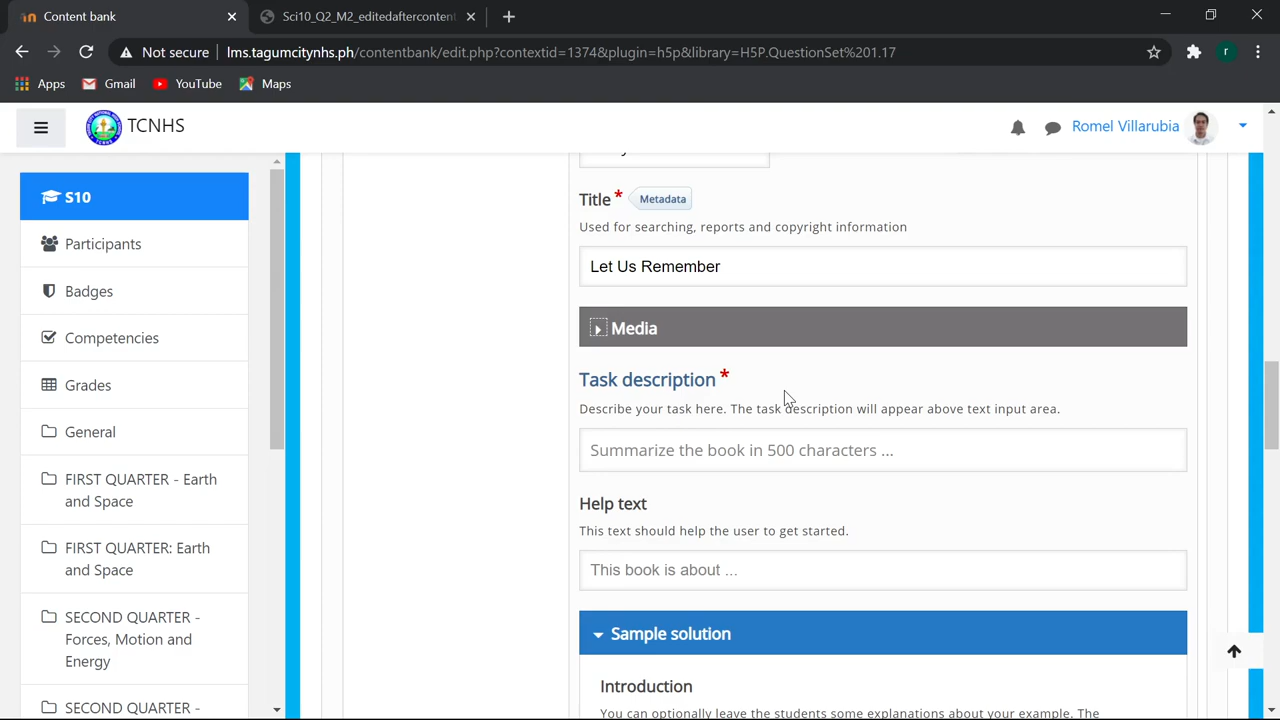 Content bank
Sci10_Q2_M2_editedaftercontent
Not secure
lms.tagumcitynhs.ph/contentbank/edit.php?contextid=1374&plugin=h5p&library=H5P.QuestionSet%201.17
r
Apps
Gmail
YouTube
Maps
TCNHS
Romel Villarubia
S10
Participants
Badges
Competencies
Grades
General
FIRST QUARTER - Earth
and Space
FIRST QUARTER: Earth
and Space
SECOND QUARTER -
Forces, Motion and
Energy
SECOND QUARTER -
Title *
Metadata
Used for searching, reports and copyright information
Let Us Remember
Media
Task description *
Describe your task here. The task description will appear above text input area.
Summarize the book in 500 characters ...
Help text
This text should help the user to get started.
This book is about ...
Sample solution
Introduction
You can optionally leave the students some explanations about your example. The